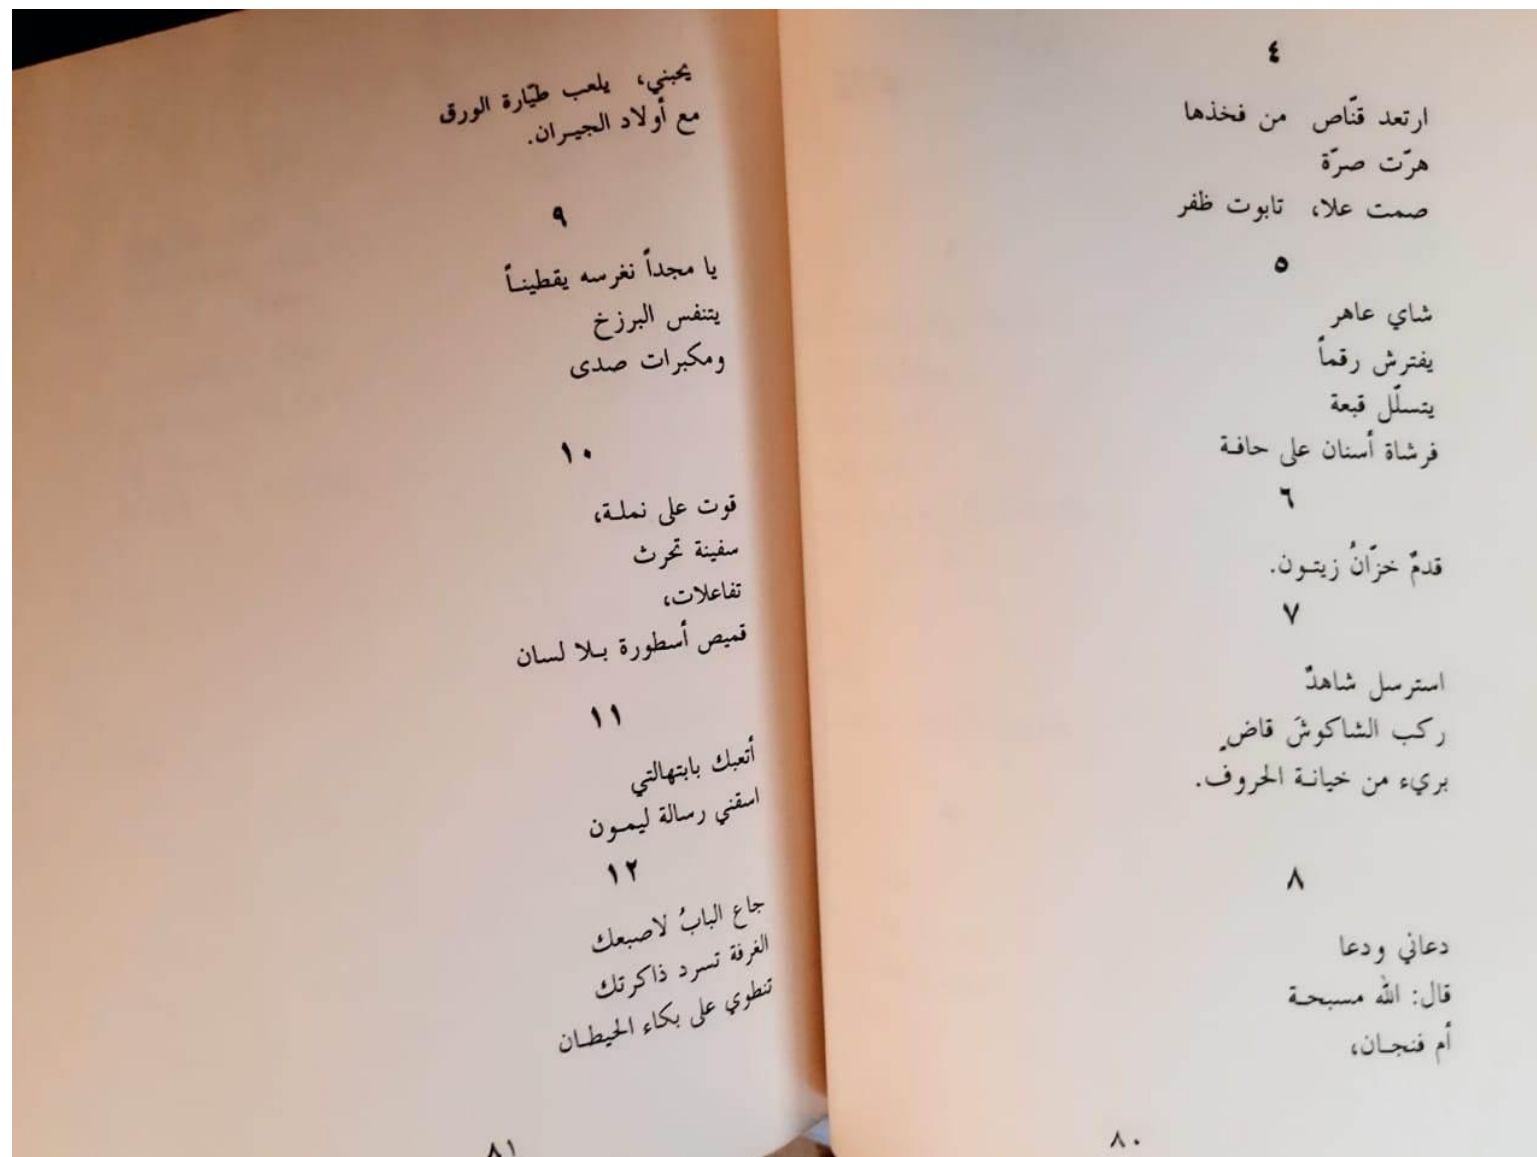 ٤
ارتعد قنّاص من فخذها
هرّت صرّة
صمت علا، تابوت ظفر
٥
شاي عاهر
يفترش رقماً
يتسلّل قبعة
فرشاة أسنان على حافة
٦
قدمٌ خزّانُ زيتون.
٧
استرسل شاهدٌ
ركب الشاكوشَ قاضٍ
بريء من خيانة الحروف.
٨
دعاني ودعا
قال: الله مسبحة
أم فنجان،
٨٠
يحبني، يلعب طيّارة الورق
مع أولاد الجيران.
٩
يا مجداً نغرسه يقطيناً
يتنفس البرزخ
ومكبرات صدى
١٠
قوت على نملة،
سفينة تحرث
تفاعلات،
قميص أسطورة بلا لسان
١١
أتعبك بابتهالتي
اسقني رسالة ليمون
١٢
جاع البابُ لاصبعك
الغرفة تسرد ذاكرتك
تنطوي على بكاء الحيطان
٨١